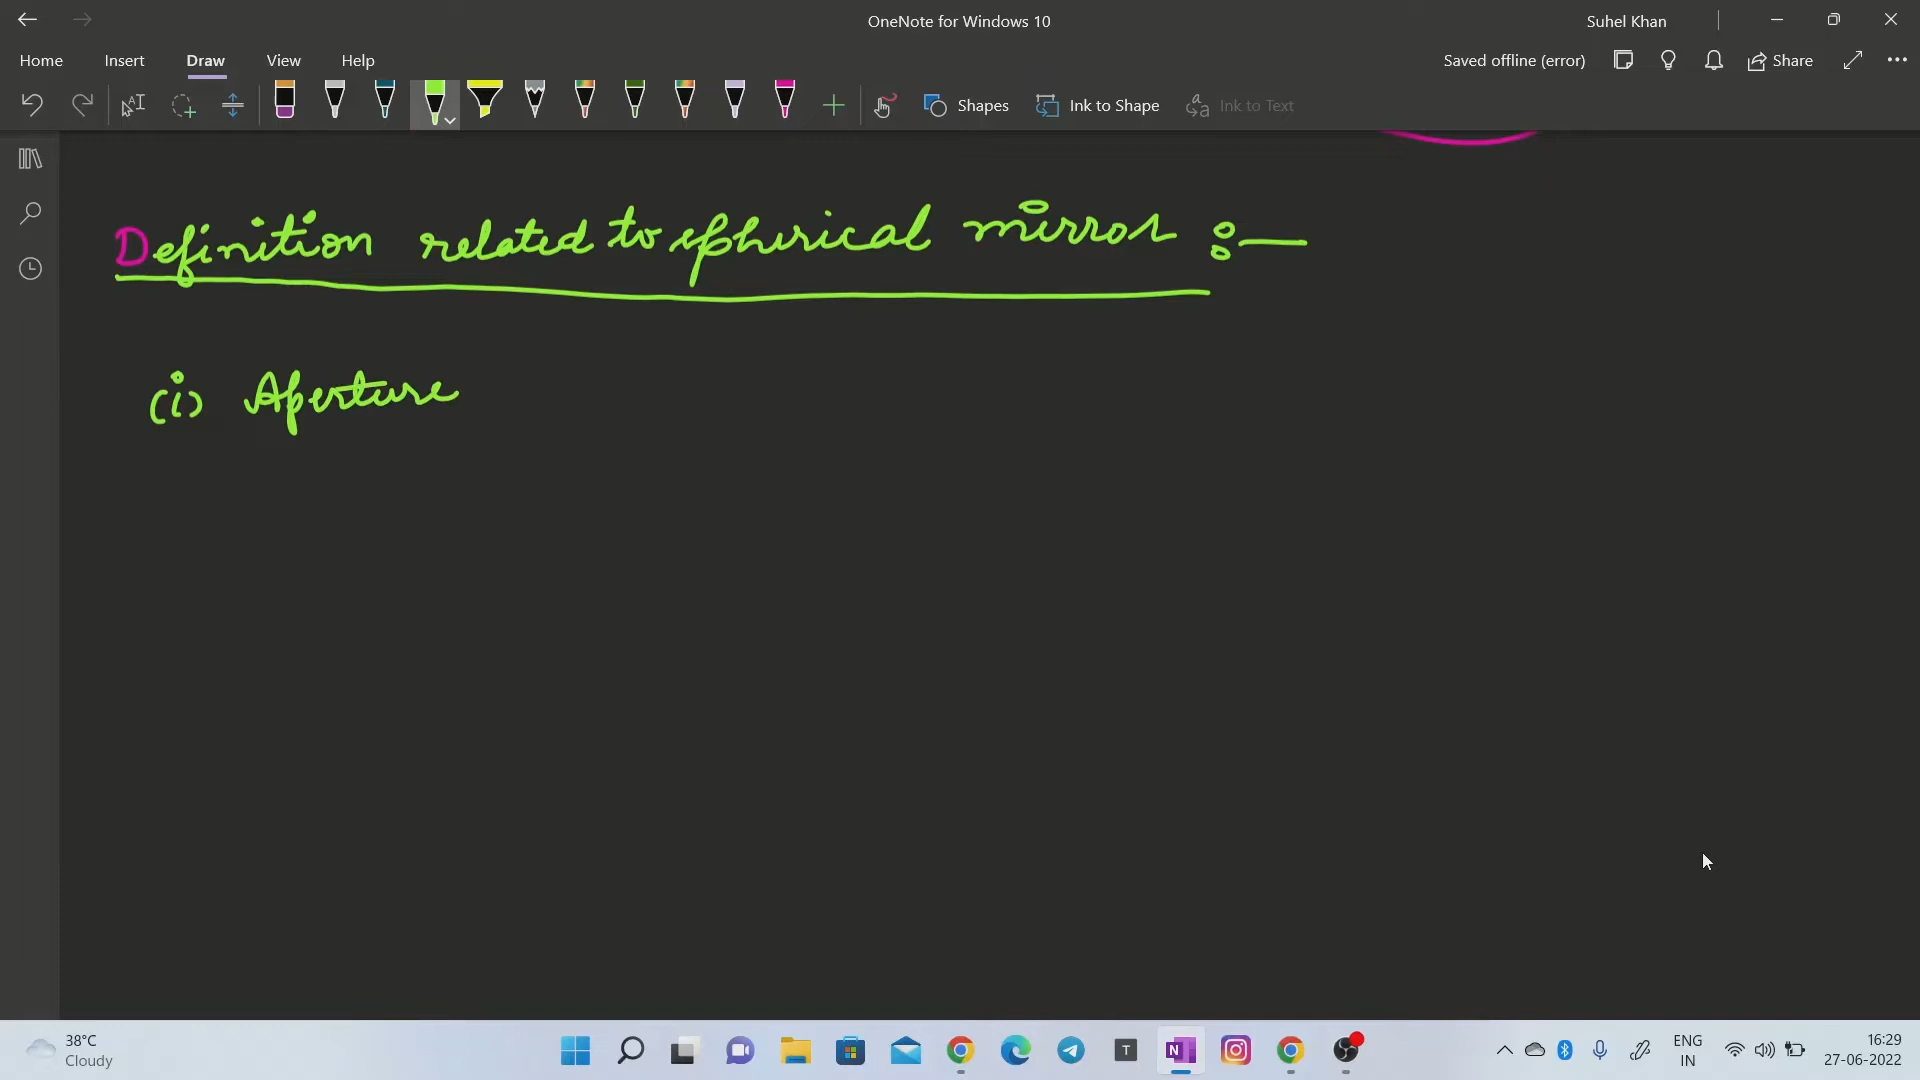 OneNote for Windows 10
Suhel Khan
Home Insert Draw View Help
Saved offline (error) Share
Shapes Ink to Shape Ink to Text
Definition related to spherical mirror :—
(i) Aperture
38°C
Cloudy
ENG
IN
16:29
27-06-2022